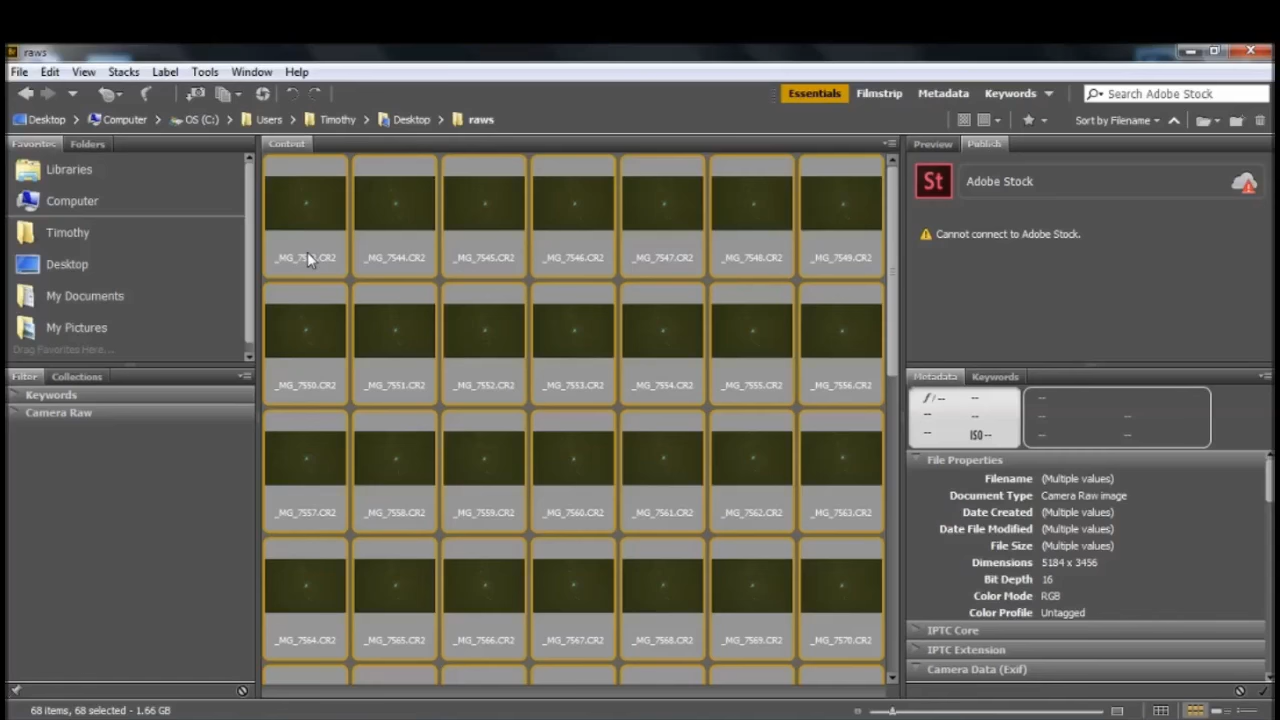 raws
File Edit View Stacks Label Tools Window Help
Essentials Filmstrip Metadata Keywords Search Adobe Stock
Desktop Computer OS (C:) Users Timothy Desktop raws Sort by Filename
Favorites Folders
Content
Preview Publish
Libraries
Computer
Timothy
Desktop
My Documents
My Pictures
Drag Favorites Here...
Filter Collections
Keywords
Camera Raw
_MG_7544.CR2 _MG_7545.CR2 _MG_7546.CR2 _MG_7547.CR2 _MG_7548.CR2 _MG_7549.CR2
_MG_7550.CR2 _MG_7551.CR2 _MG_7552.CR2 _MG_7553.CR2 _MG_7554.CR2 _MG_7555.CR2 _MG_7556.CR2
_MG_7557.CR2 _MG_7558.CR2 _MG_7559.CR2 _MG_7560.CR2 _MG_7561.CR2 _MG_7562.CR2 _MG_7563.CR2
_MG_7564.CR2 _MG_7565.CR2 _MG_7566.CR2 _MG_7567.CR2 _MG_7568.CR2 _MG_7569.CR2 _MG_7570.CR2
St Adobe Stock
Cannot connect to Adobe Stock.
Metadata Keywords
f/-- -- --
-- -- -- --
-- ISO-- -- --
File Properties
Filename (Multiple values)
Document Type Camera Raw image
Date Created (Multiple values)
Date File Modified (Multiple values)
File Size (Multiple values)
Dimensions 5184 x 3456
Bit Depth 16
Color Mode RGB
Color Profile Untagged
IPTC Core
IPTC Extension
Camera Data (Exif)
68 items, 68 selected - 1.66 GB